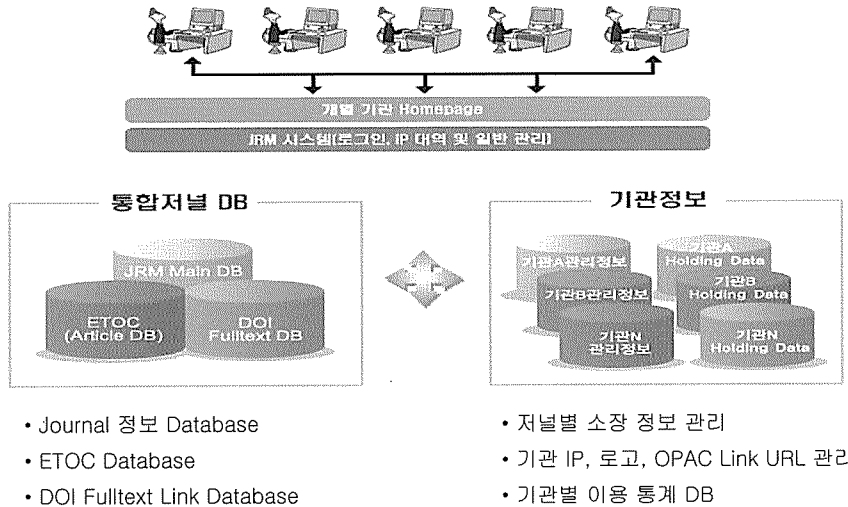 개별 기관 Homepage
JRM 시스템(로그인, IP 대역 및 일반 관리)
통합저널 DB
JRM Main DB
ETOC
(Article DB)
DOI
Fulltext DB
• Journal 정보 Database
• ETOC Database
• DOI Fulltext Link Database
기관정보
기관A관리정보
기관A
Holding Data
기관B관리정보
기관B
Holding Data
기관N
관리정보
기관N
Holding Data
• 저널별 소장 정보 관리
• 기관 IP, 로고, OPAC Link URL 관리
• 기관별 이용 통계 DB